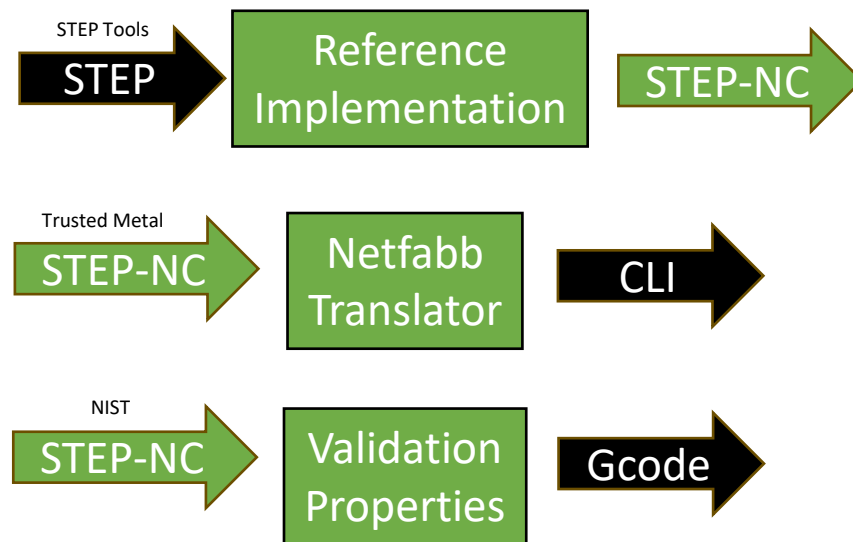 STEP Tools
STEP
Reference
Implementation
STEP-NC
Trusted Metal
STEP-NC
Netfabb
Translator
CLI
NIST
STEP-NC
Validation
Properties
Gcode